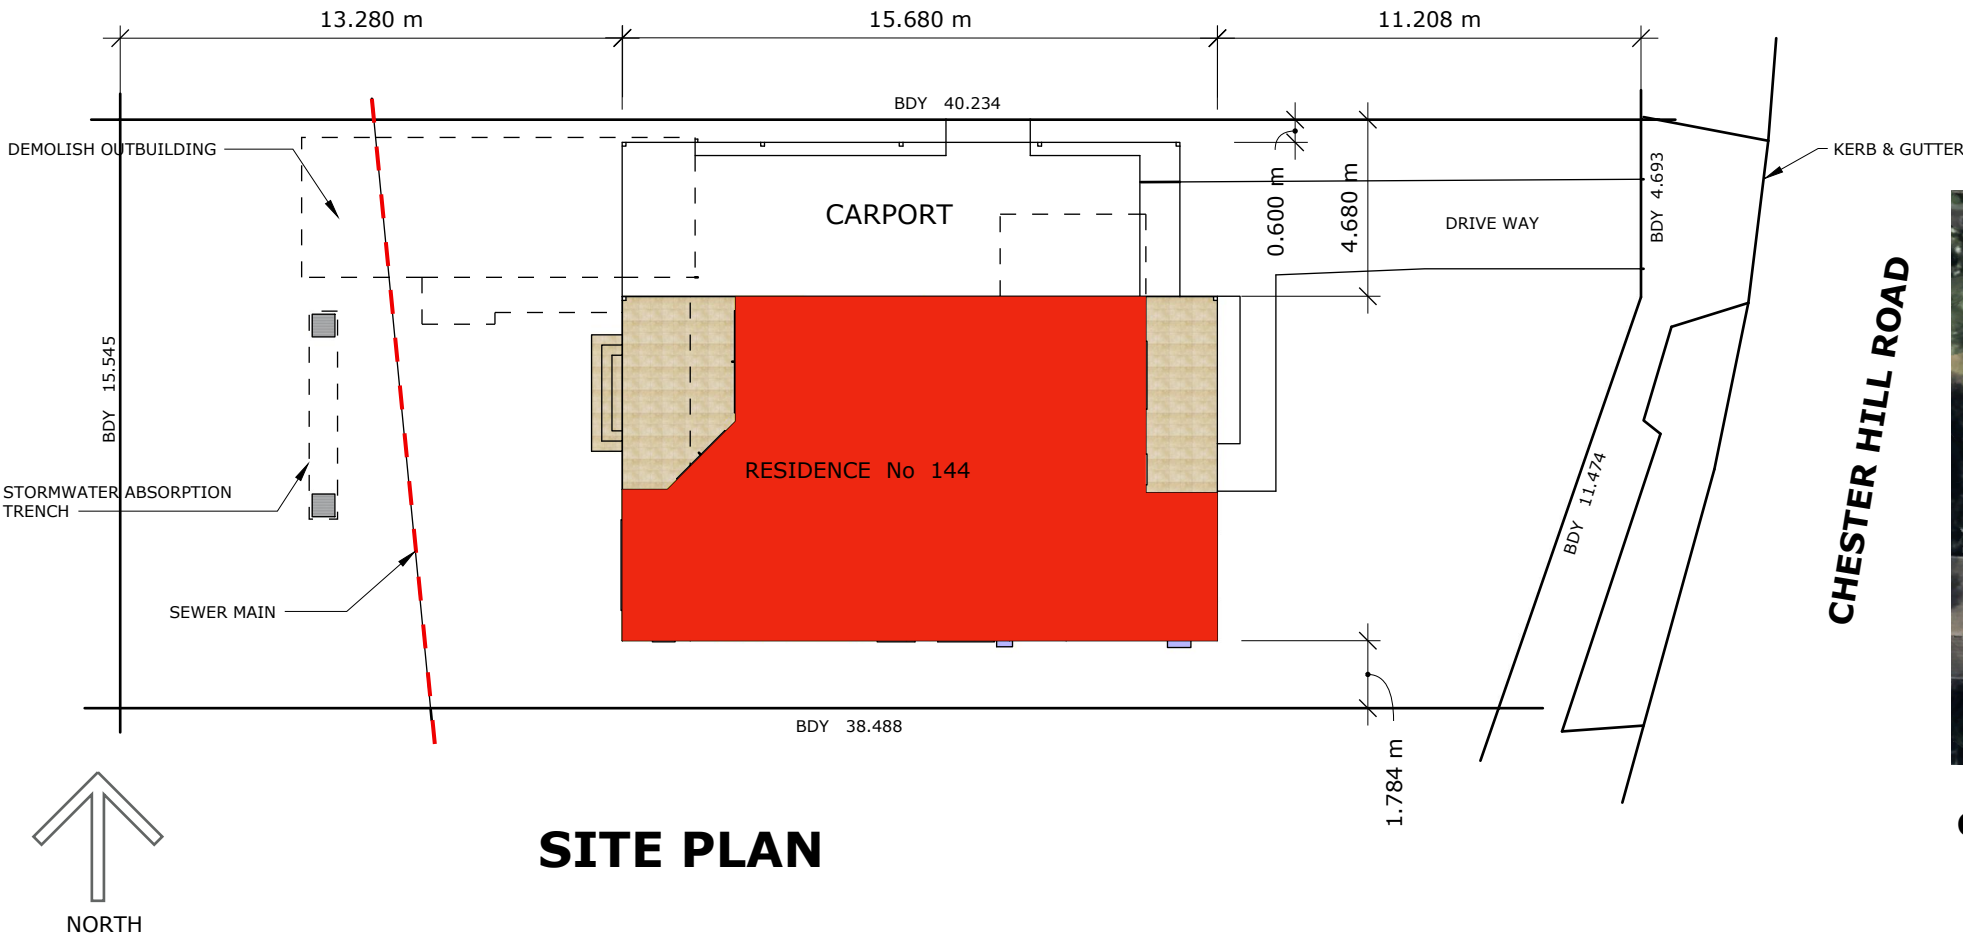 13.280 m
15.680 m
11.208 m
BDY 40.234
DEMOLISH OUTBUILDING
KERB & GUTTER
BDY 4.693
0.600 m
4.680 m
CARPORT
DRIVE WAY
CHESTER HILL ROAD
BDY 15.545
RESIDENCE No 144
BDY 11.474
STORMWATER ABSORPTION
TRENCH
SEWER MAIN
BDY 38.488
1.784 m
SITE PLAN
NORTH